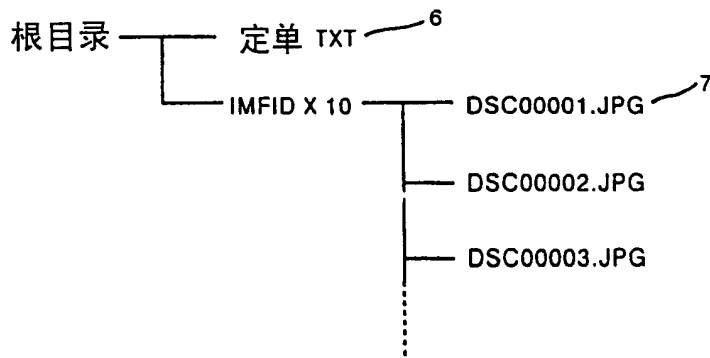 6
根目录 定单 TXT
7
IMFID X 10 DSC00001.JPG
DSC00002.JPG
DSC00003.JPG